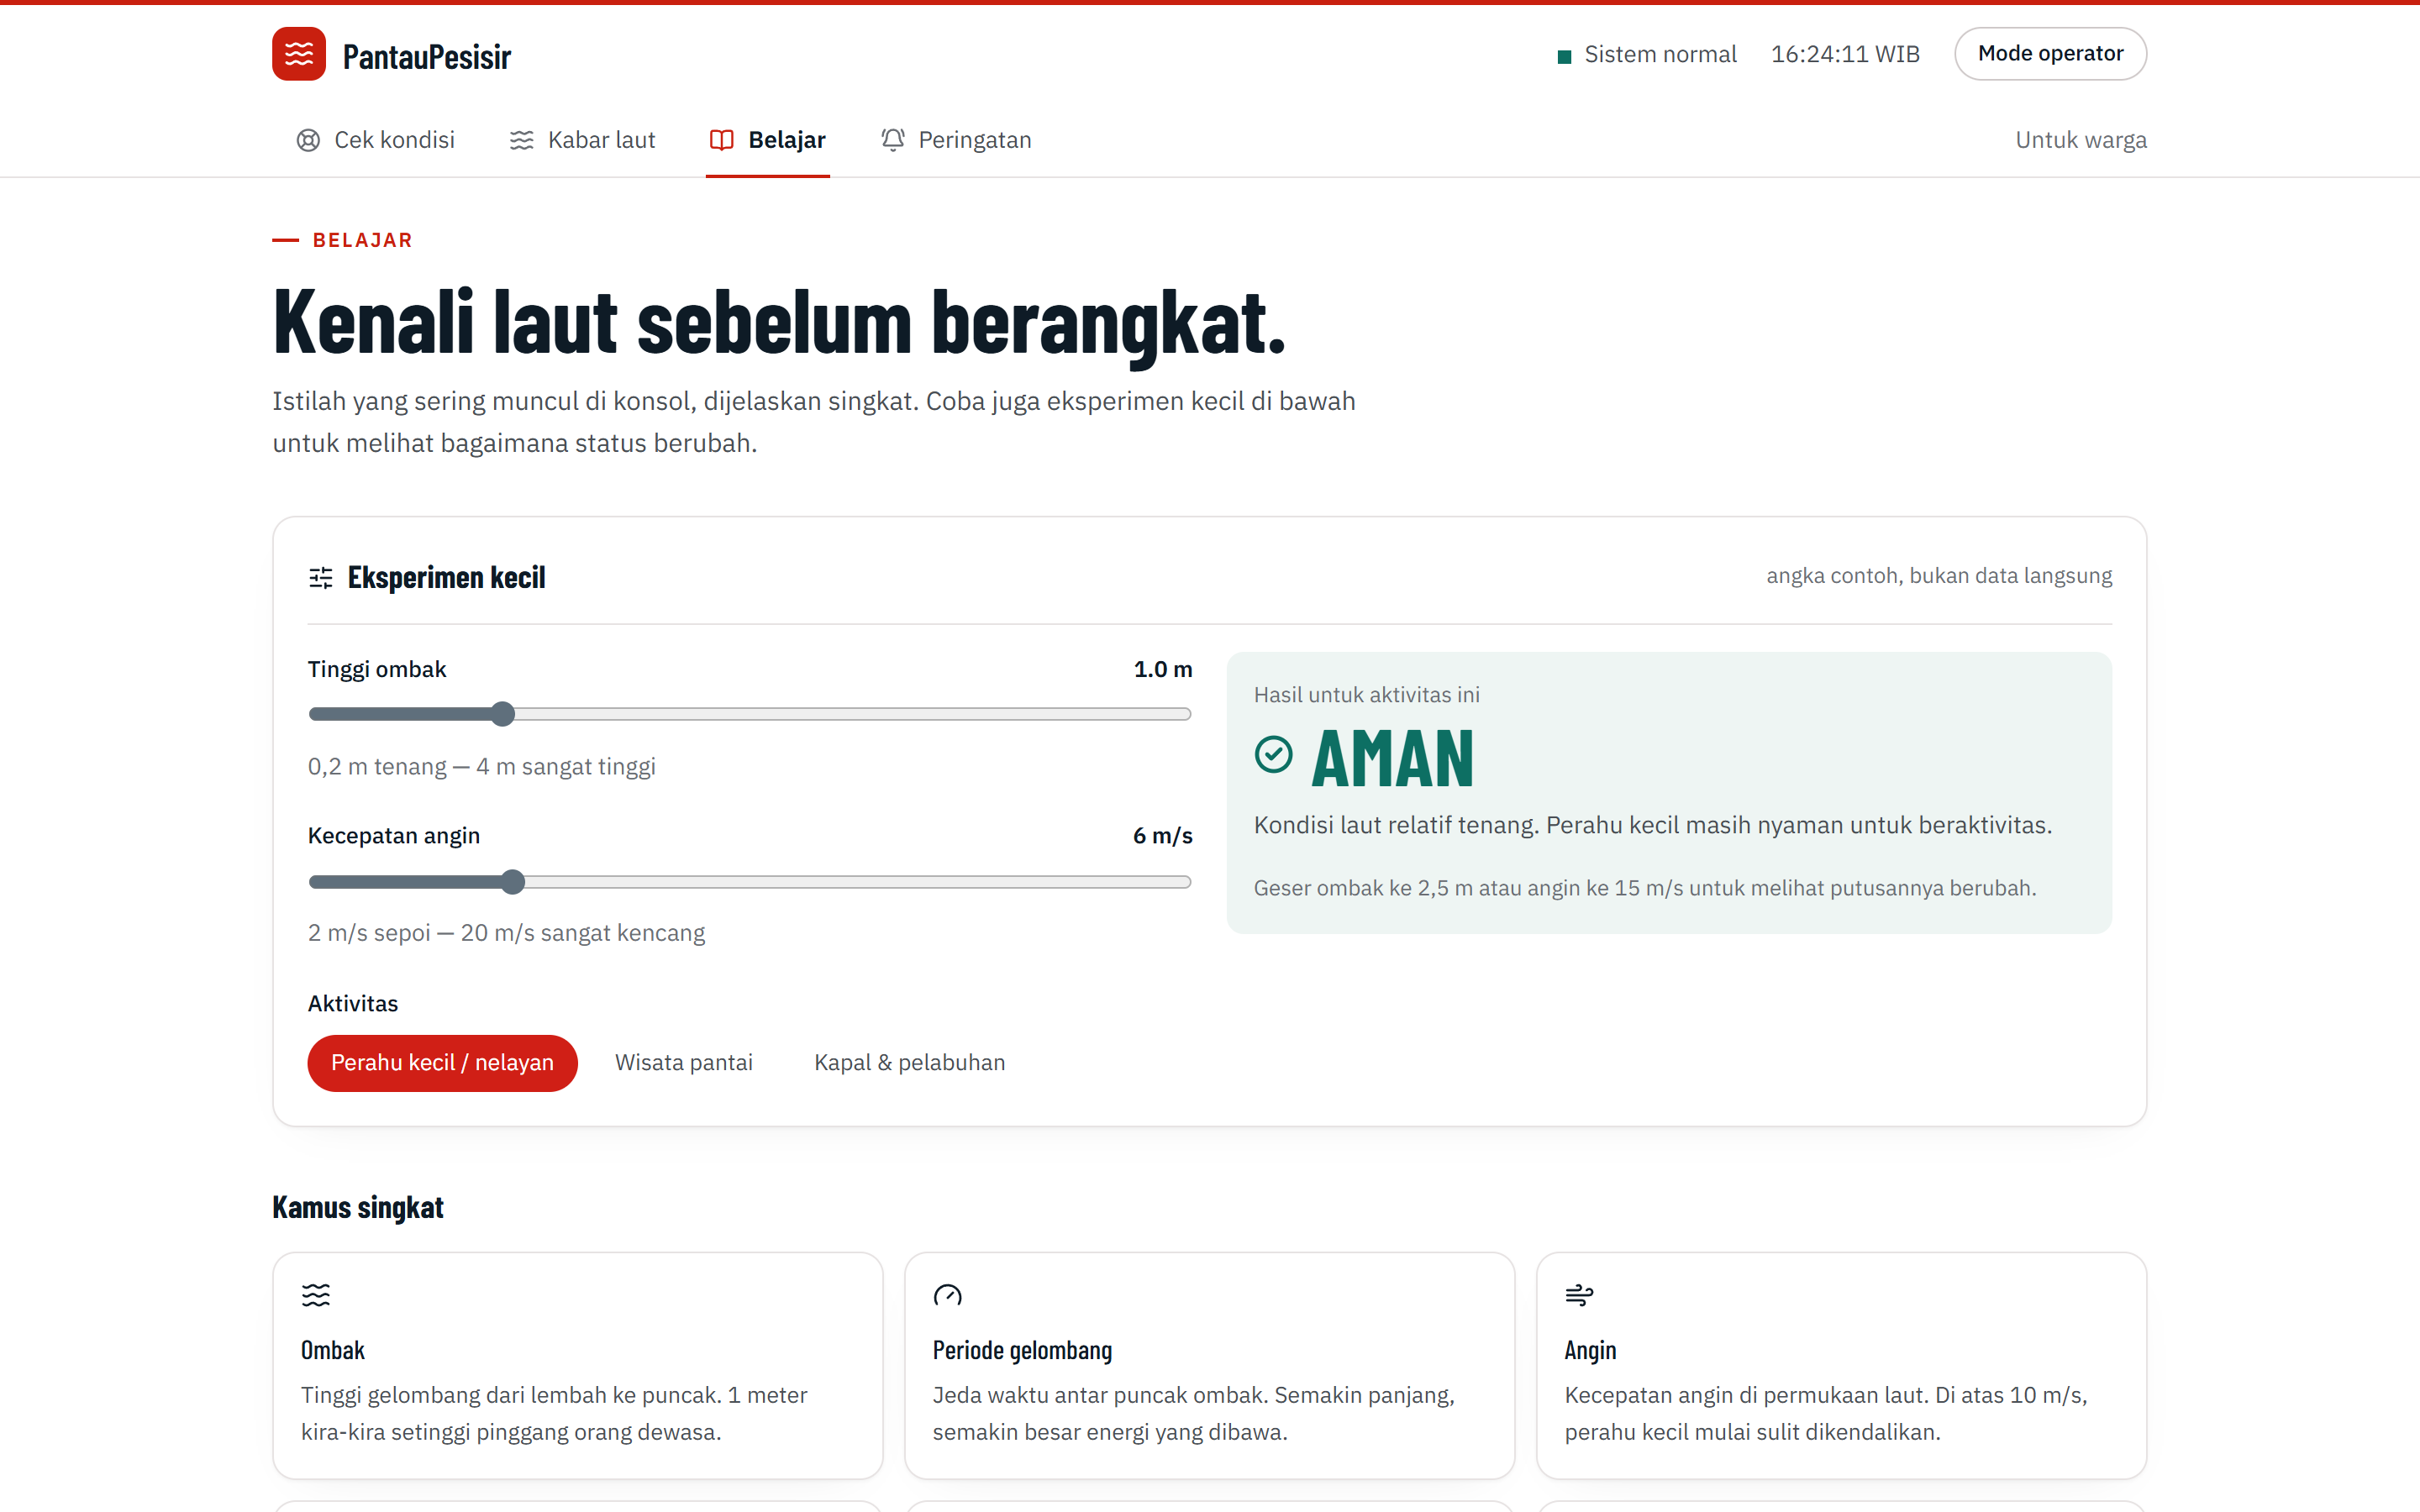 PantauPesisir
Sistem normal
16:24:11 WIB
Mode operator
Cek kondisi
Kabar laut
Belajar
Peringatan
Untuk warga
BELAJAR
Kenali laut sebelum berangkat.
Istilah yang sering muncul di konsol, dijelaskan singkat. Coba juga eksperimen kecil di bawah
untuk melihat bagaimana status berubah.
Eksperimen kecil
angka contoh, bukan data langsung
Tinggi ombak
1.0 m
0,2 m tenang — 4 m sangat tinggi
Kecepatan angin
6 m/s
2 m/s sepoi — 20 m/s sangat kencang
Aktivitas
Perahu kecil / nelayan
Wisata pantai
Kapal & pelabuhan
Hasil untuk aktivitas ini
AMAN
Kondisi laut relatif tenang. Perahu kecil masih nyaman untuk beraktivitas.
Geser ombak ke 2,5 m atau angin ke 15 m/s untuk melihat putusannya berubah.
Kamus singkat
Ombak
Tinggi gelombang dari lembah ke puncak. 1 meter
kira-kira setinggi pinggang orang dewasa.
Periode gelombang
Jeda waktu antar puncak ombak. Semakin panjang,
semakin besar energi yang dibawa.
Angin
Kecepatan angin di permukaan laut. Di atas 10 m/s,
perahu kecil mulai sulit dikendalikan.